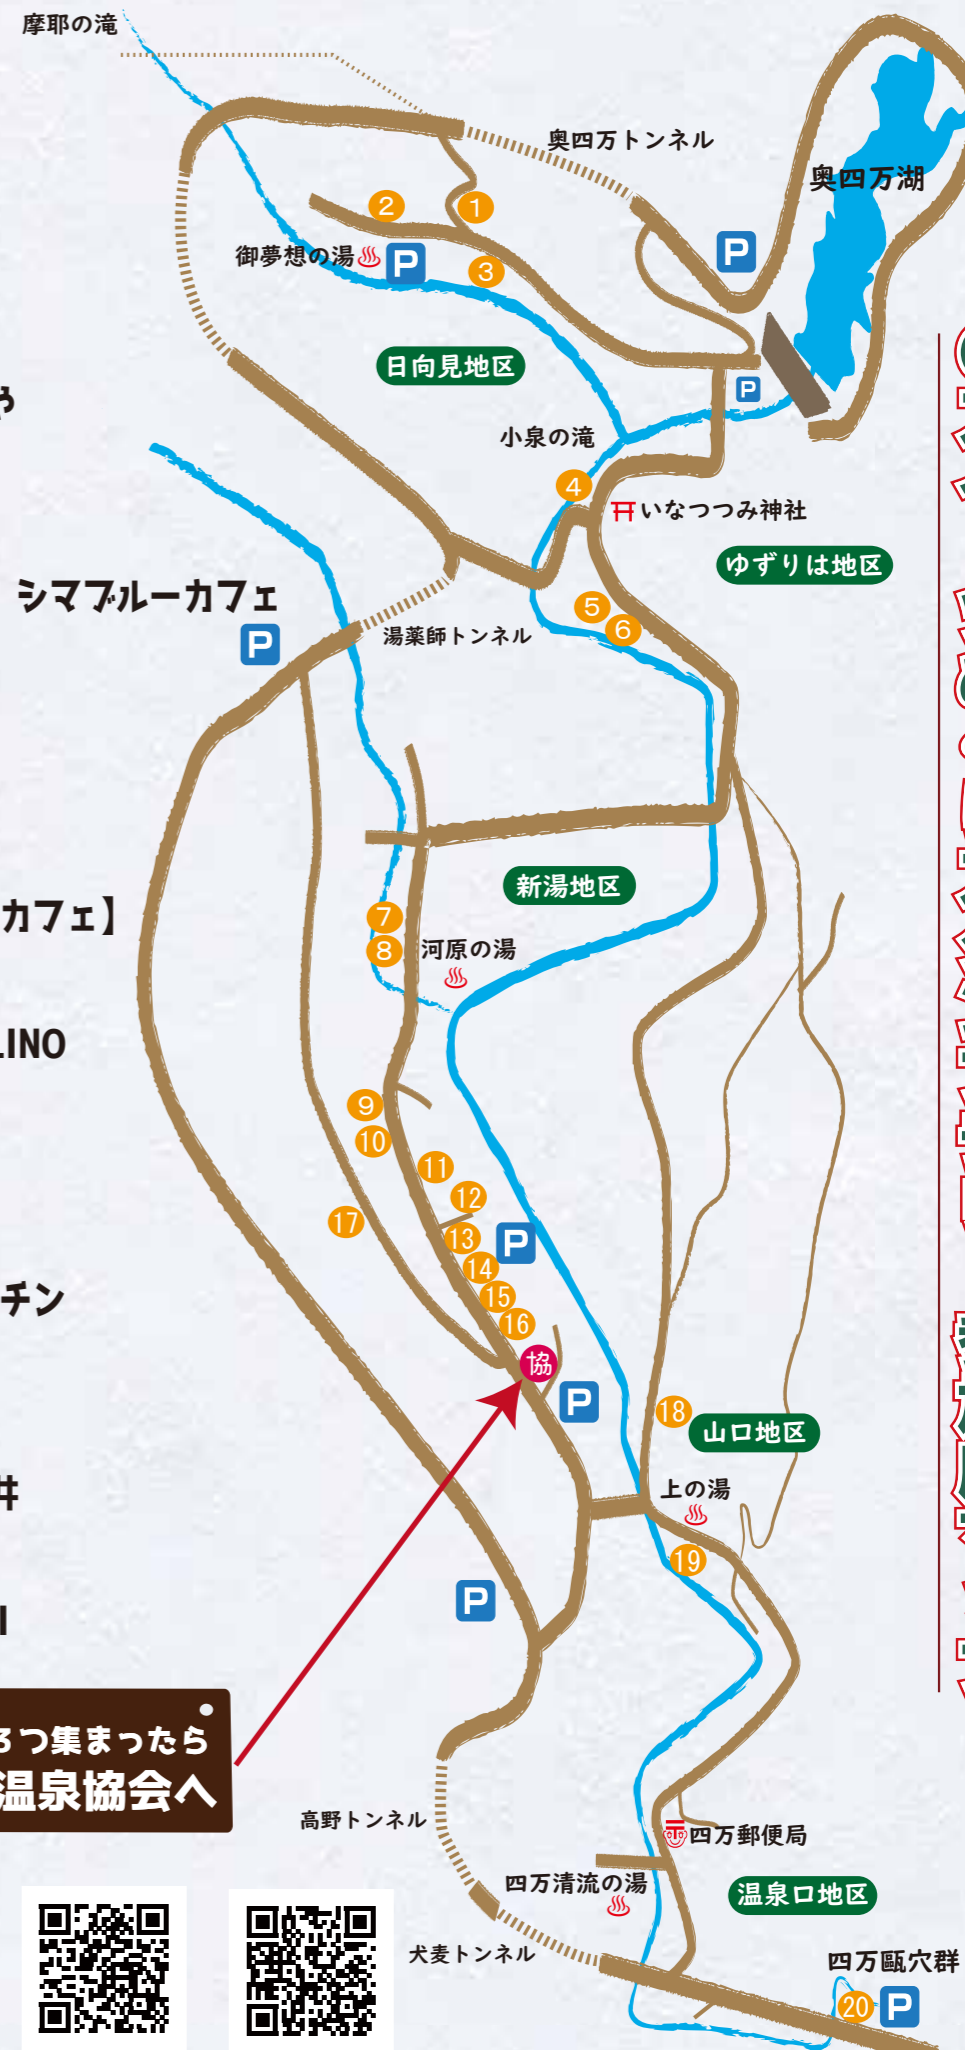 摩耶の滝
奥四万トンネル
奥四万湖
2
1
御夢想の湯
P
P
3
日向見地区
P
や
小泉の滝
4
いなつつみ神社
ゆずりは地区
シマブルーカフェ
5
6
P
湯薬師トンネル
新湯地区
カフェ】
7
8
河原の湯
LINO
9
10
11
12
17
13
P
14
チン
15
16
協
P
18
山口地区
井
上の湯
19
P
3つ集まったら
温泉協会へ
高野トンネル
四万郵便局
四万清流の湯
温泉口地区
犬麦トンネル
四万甌穴群
20
P